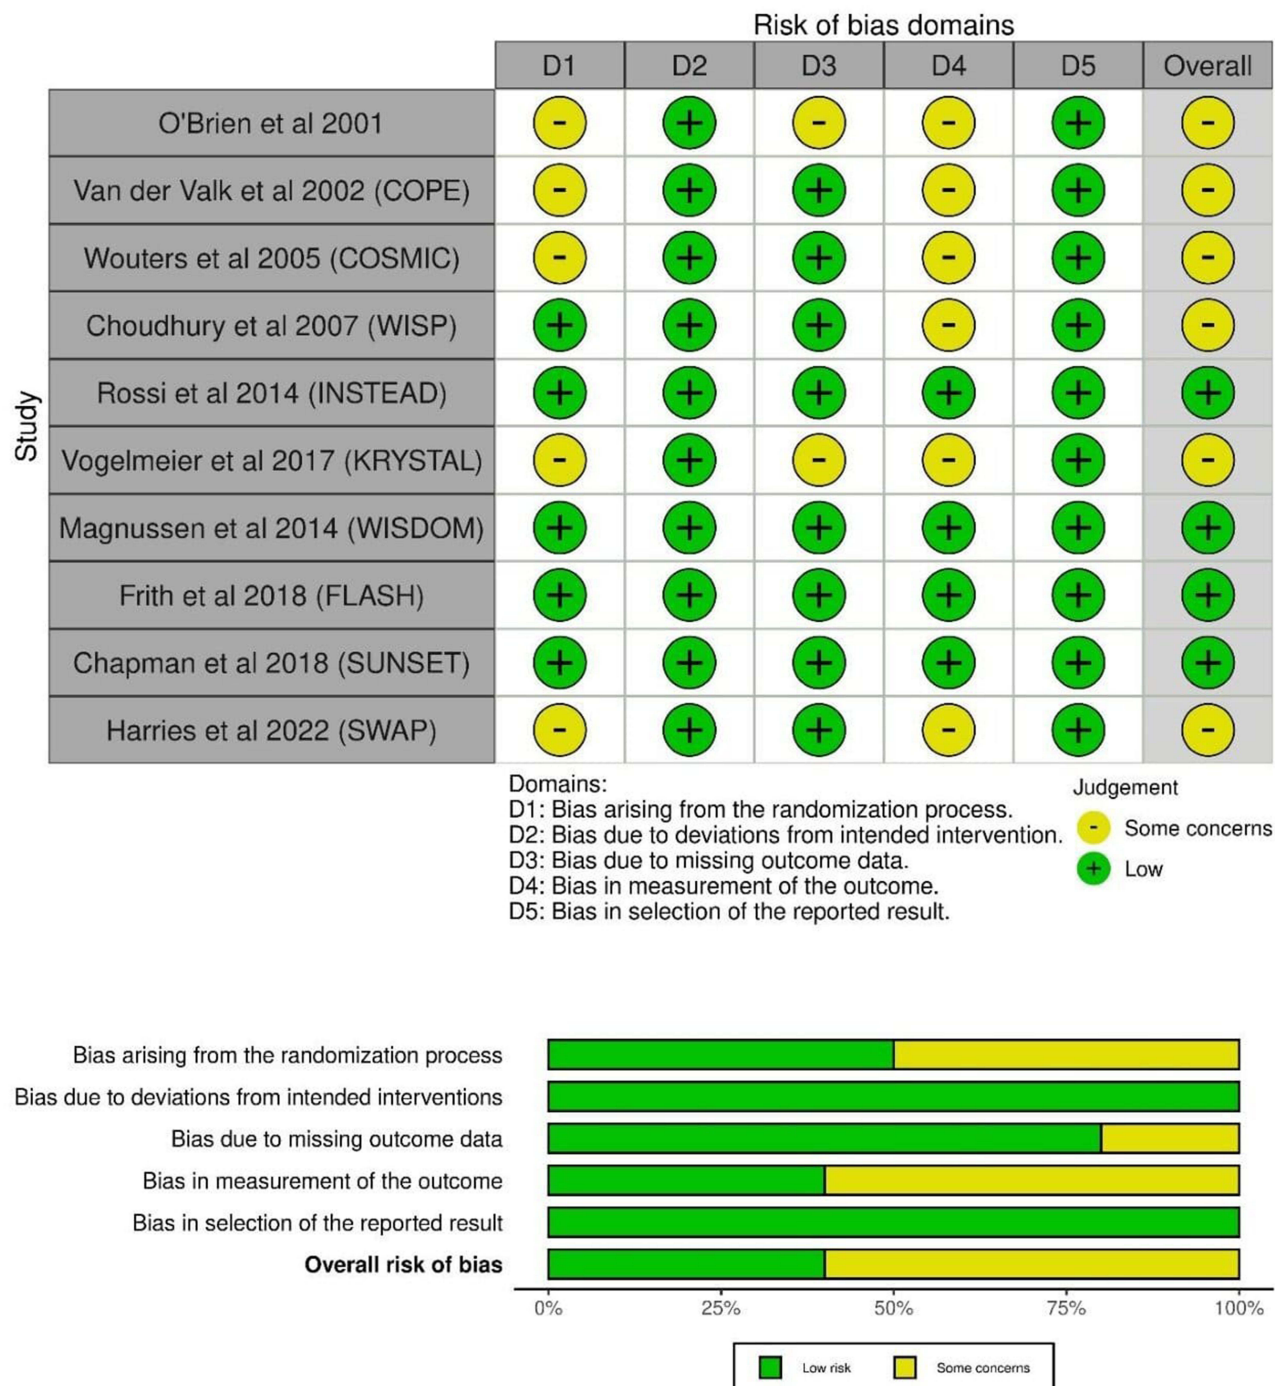 Risk of bias domains
D1 D2 D3 D4 D5 Overall
Study
O'Brien et al 2001 - + - - + -
Van der Valk et al 2002 (COPE) - + + - + -
Wouters et al 2005 (COSMIC) - + + - + -
Choudhury et al 2007 (WISP) + + + - + -
Rossi et al 2014 (INSTEAD) + + + + + +
Vogelmeier et al 2017 (KRYSTAL) - + - - + -
Magnussen et al 2014 (WISDOM) + + + + + +
Frith et al 2018 (FLASH) + + + + + +
Chapman et al 2018 (SUNSET) + + + + + +
Harries et al 2022 (SWAP) - + + - + -
Domains:
D1: Bias arising from the randomization process.
D2: Bias due to deviations from intended intervention.
D3: Bias due to missing outcome data.
D4: Bias in measurement of the outcome.
D5: Bias in selection of the reported result.
Judgement
- Some concerns
+ Low
Bias arising from the randomization process
Bias due to deviations from intended interventions
Bias due to missing outcome data
Bias in measurement of the outcome
Bias in selection of the reported result
Overall risk of bias
0% 25% 50% 75% 100%
Low risk Some concerns